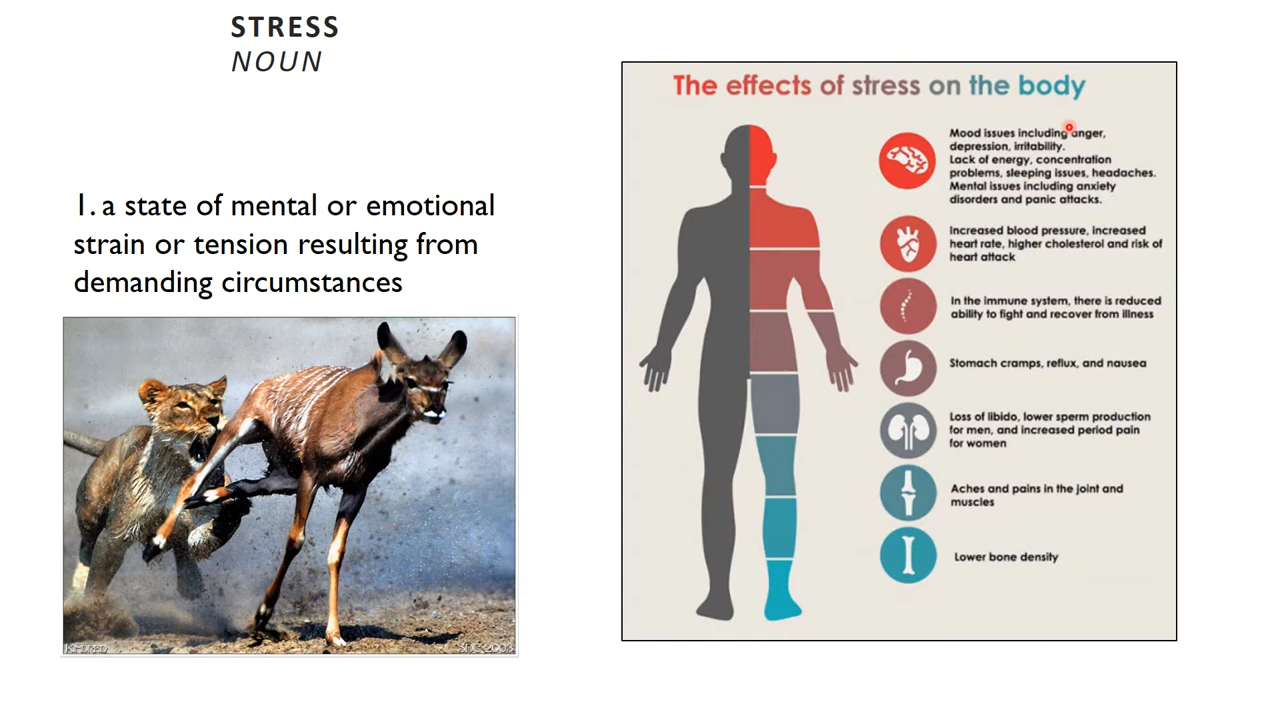 STRESS
NOUN
1. a state of mental or emotional
strain or tension resulting from
demanding circumstances
SDC 2003
The effects of stress on the body
Mood issues including anger,
depression, irritability.
Lack of energy, concentration
problems, sleeping issues, headaches.
Mental issues including anxiety
disorders and panic attacks.
Increased blood pressure, increased
heart rate, higher cholesterol and risk of
heart attack
In the immune system, there is reduced
ability to fight and recover from illness
Stomach cramps, reflux, and nausea
Loss of libido, lower sperm production
for men, and increased period pain
for women
Aches and pains in the joint and
muscles
Lower bone density